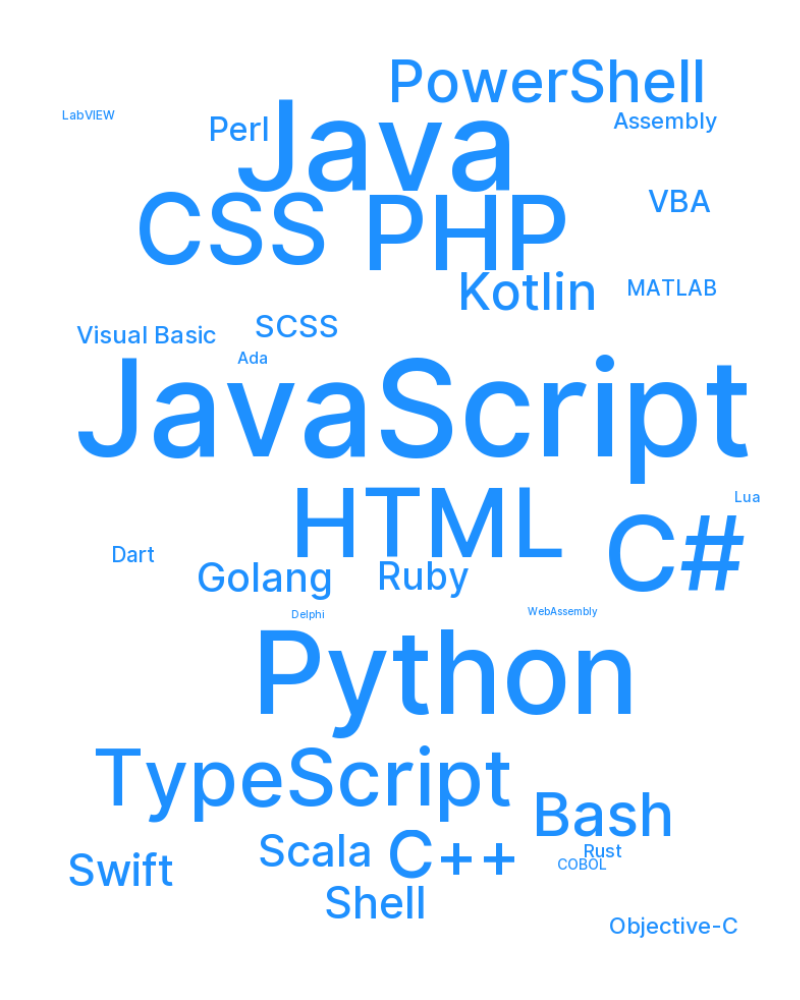 PowerShell
LabVIEW
Perl
Java
Assembly
CSS
PHP
VBA
Kotlin
MATLAB
Visual Basic
SCSS
Ada
JavaScript
HTML
Lua
C#
Dart
Golang
Ruby
Delphi
WebAssembly
Python
TypeScript
Bash
Swift
Scala
C++
Rust
COBOL
Shell
Objective-C